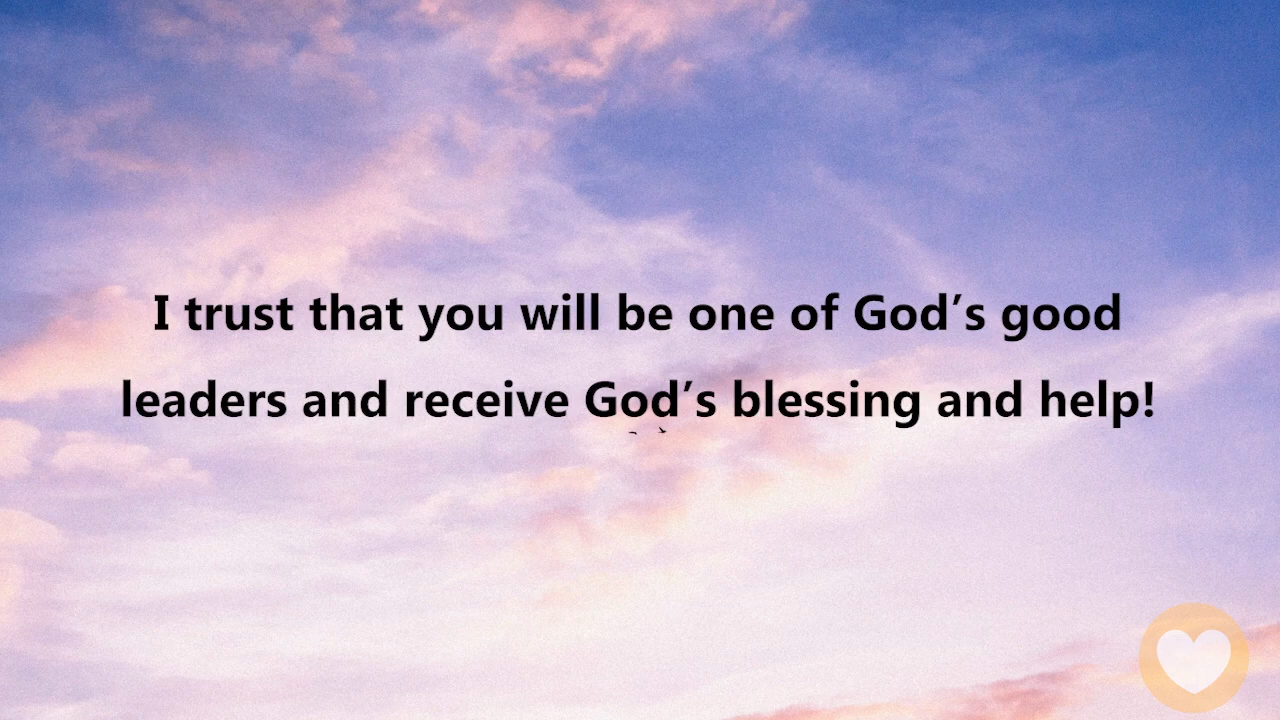 I trust that you will be one of God’s good
leaders and receive God’s blessing and help!